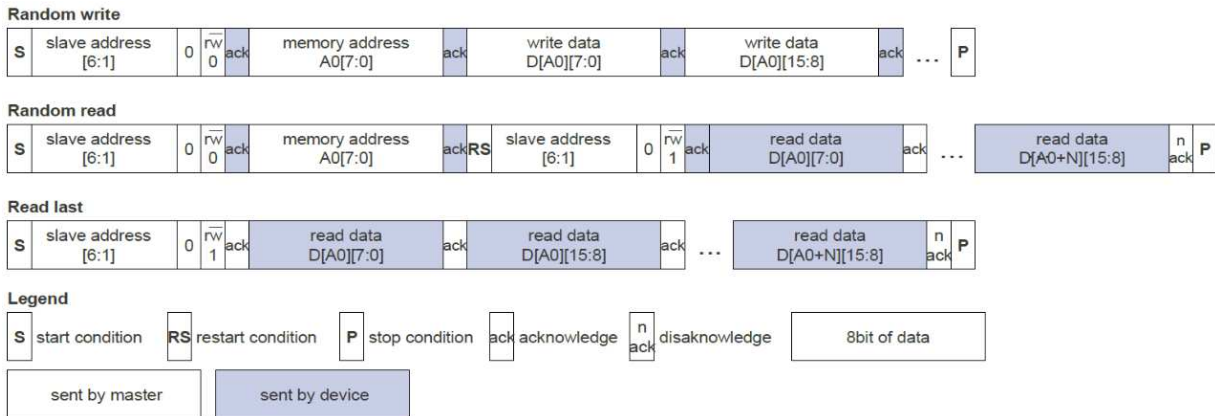 Random write
S slave address [6:1] 0 rw 0 ack memory address A0[7:0] ack write data D[A0][7:0] ack write data D[A0][15:8] ack ... P
Random read
S slave address [6:1] 0 rw 0 ack memory address A0[7:0] ack RS slave address [6:1] 0 rw 1 ack read data D[A0][7:0] ack ... read data D[A0+N][15:8] n ack P
Read last
S slave address [6:1] 0 rw 1 ack read data D[A0][7:0] ack read data D[A0][15:8] ack ... read data D[A0+N][15:8] n ack P
Legend
S start condition RS restart condition P stop condition ack acknowledge n ack disaknowledge 8bit of data
sent by master sent by device